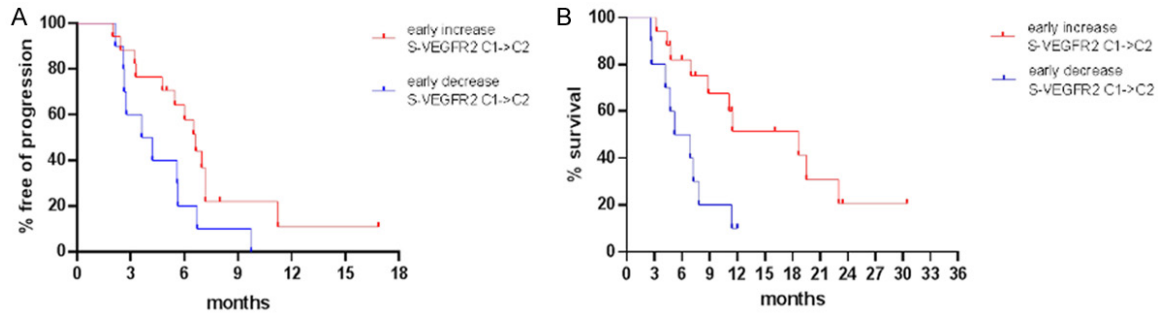 A
100
80
60
40
20
0
% free of progression
0 3 6 9 12 15 18
months
early increase
S-VEGFR2 C1->C2
early decrease
S-VEGFR2 C1->C2
B
100
80
60
40
20
0
% survival
0 3 6 9 12 15 18 21 24 27 30 33 36
months
early increase
S-VEGFR2 C1->C2
early decrease
S-VEGFR2 C1->C2